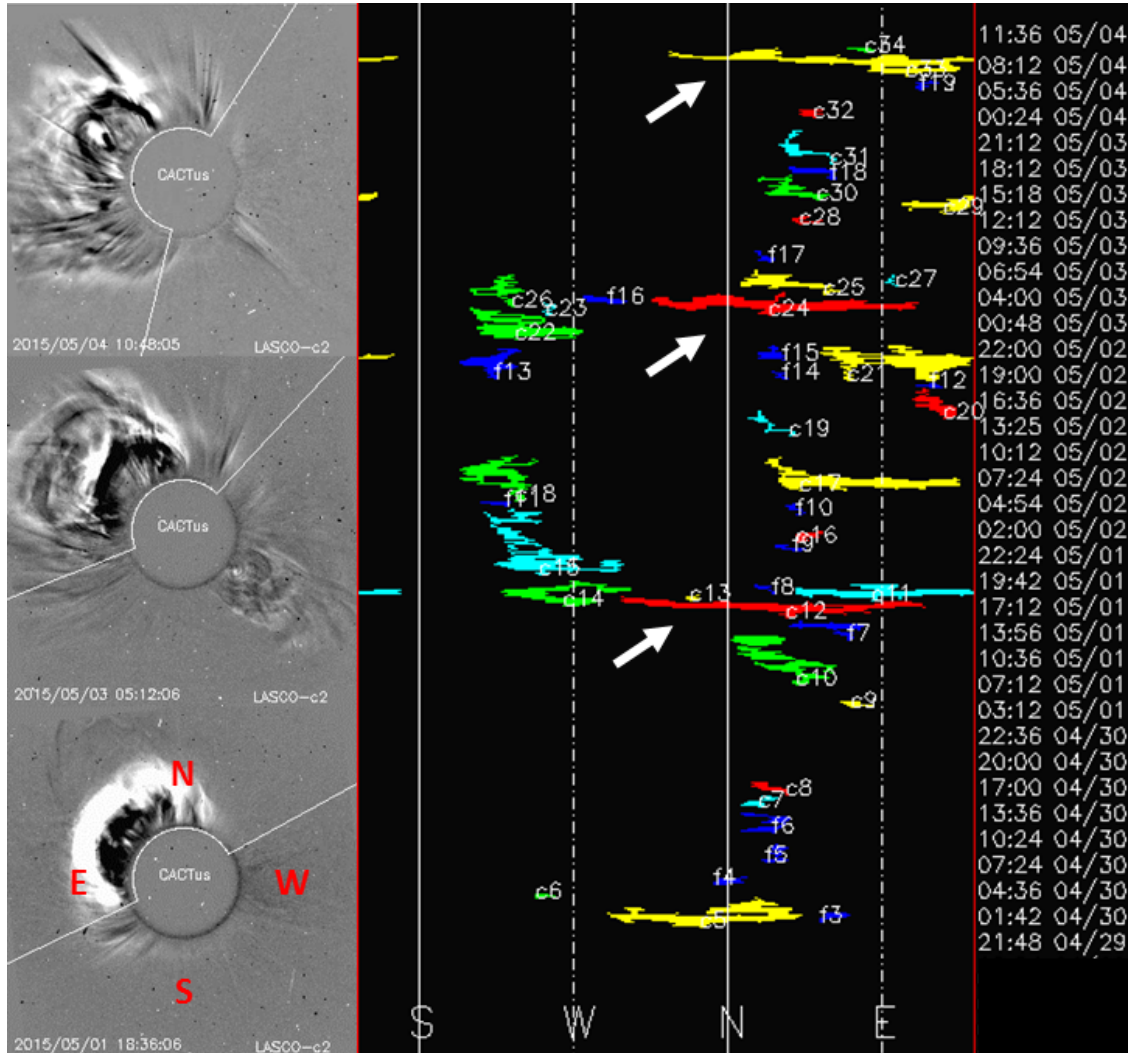 CACTus
2015/05/04 10:48:05 LASCO-c2
CACTus
2015/05/03 05:12:06 LASCO-c2
N
E CACTus W
S
2015/05/01 18:36:06 LASCO-c2
c34
f19
c32
c31
f18
c30
c29
c28
f17
c27
c25
c26
f16
c23
c24
c22
f15
f13
f14
c21
f12
c20
c19
c17
c18
f11
f10
c16
f9
c15
f8
c11
c13
c14
c12
f7
c10
c9
c8
c7
f6
f5
f4
c6
c5
f3
S W N E
11:36 05/04
08:12 05/04
05:36 05/04
00:24 05/04
21:12 05/03
18:12 05/03
15:18 05/03
12:12 05/03
09:36 05/03
06:54 05/03
04:00 05/03
00:48 05/03
22:00 05/02
19:00 05/02
16:36 05/02
13:25 05/02
10:12 05/02
07:24 05/02
04:54 05/02
02:00 05/02
22:24 05/01
19:42 05/01
17:12 05/01
13:56 05/01
10:36 05/01
07:12 05/01
03:12 05/01
22:36 04/30
20:00 04/30
17:00 04/30
13:36 04/30
10:24 04/30
07:24 04/30
04:36 04/30
01:42 04/30
21:48 04/29